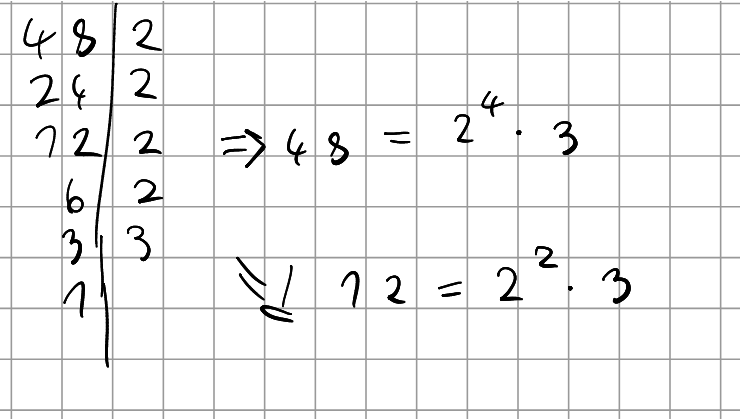 48 | 2
24 | 2
12 | 2
6 | 2
3 | 3
1 |
⇒ 48 = 2⁴ · 3
⇘ 12 = 2² · 3